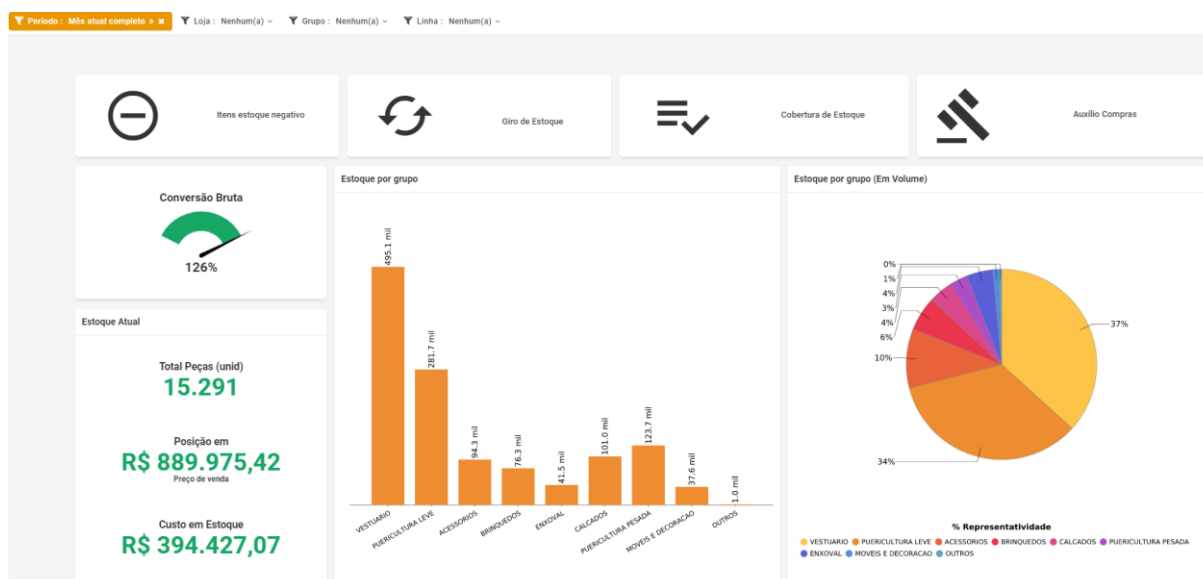 Período : Mês atual completo > ✖ Loja : Nenhum(a) Grupo : Nenhum(a) Linha : Nenhum(a)
Itens estoque negativo
Giro de Estoque
Cobertura de Estoque
Auxílio Compras
Conversão Bruta
126%
Estoque Atual
Total Peças (unid)
15.291
Posição em
R$ 889.975,42
Preço de venda
Custo em Estoque
R$ 394.427,07
Estoque por grupo
495.1 mil
281.7 mil
94.3 mil
76.3 mil
41.5 mil
101.0 mil
123.7 mil
37.6 mil
1.0 mil
VESTUARIO
PUERICULTURA LEVE
ACESSORIOS
BRINQUEDOS
ENXOVAL
CALCADOS
PUERICULTURA PESADA
MOVEIS E DECORACAO
OUTROS
Estoque por grupo (Em Volume)
0%
1%
4%
3%
4%
6%
10%
34%
37%
% Representatividade
VESTUARIO PUERICULTURA LEVE ACESSORIOS BRINQUEDOS CALCADOS PUERICULTURA PESADA
ENXOVAL MOVEIS E DECORACAO OUTROS